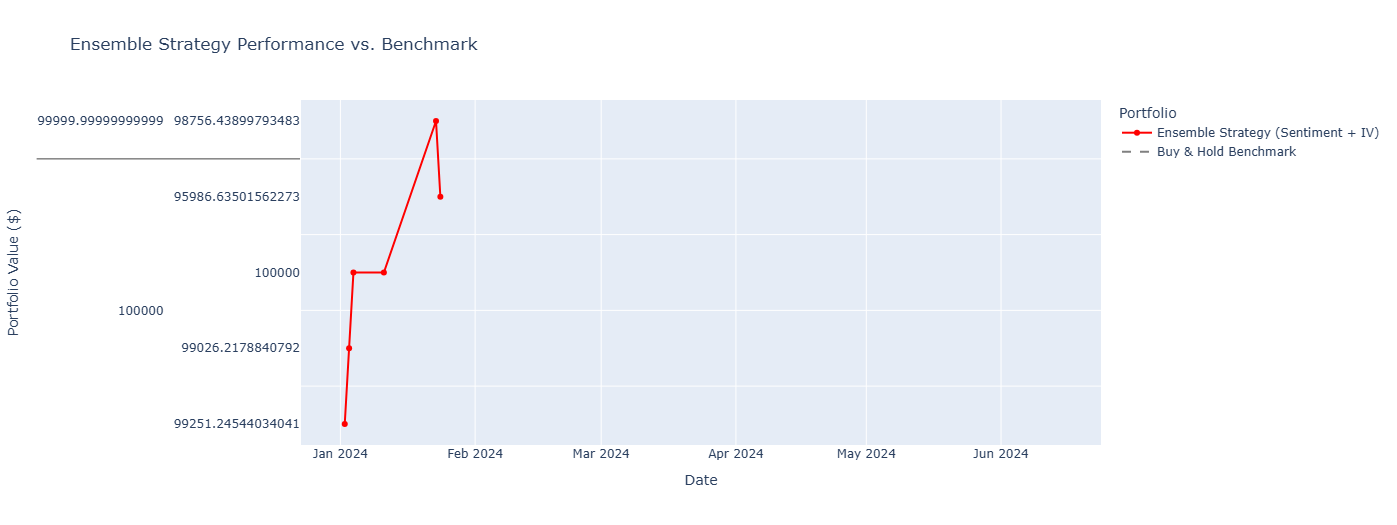 Ensemble Strategy Performance vs. Benchmark
Portfolio
Ensemble Strategy (Sentiment + IV)
Buy & Hold Benchmark
Portfolio Value ($)
99999.99999999999 98756.43899793483
95986.63501562273
100000
100000
99026.2178840792
99251.24544034041
Jan 2024 Feb 2024 Mar 2024 Apr 2024 May 2024 Jun 2024
Date